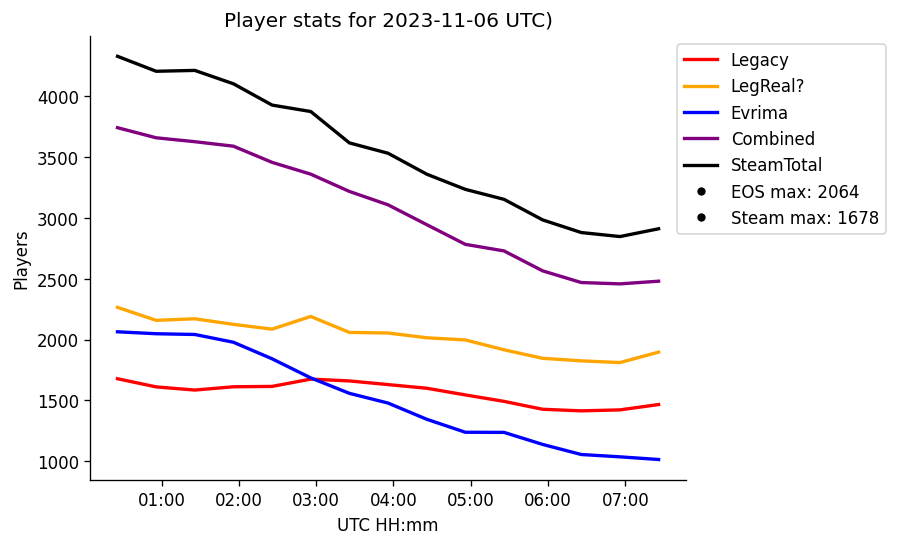 Player stats for 2023-11-06 UTC)
Legacy
LegReal?
Evrima
Combined
SteamTotal
EOS max: 2064
Steam max: 1678
Players
4000
3500
3000
2500
2000
1500
1000
01:00 02:00 03:00 04:00 05:00 06:00 07:00
UTC HH:mm